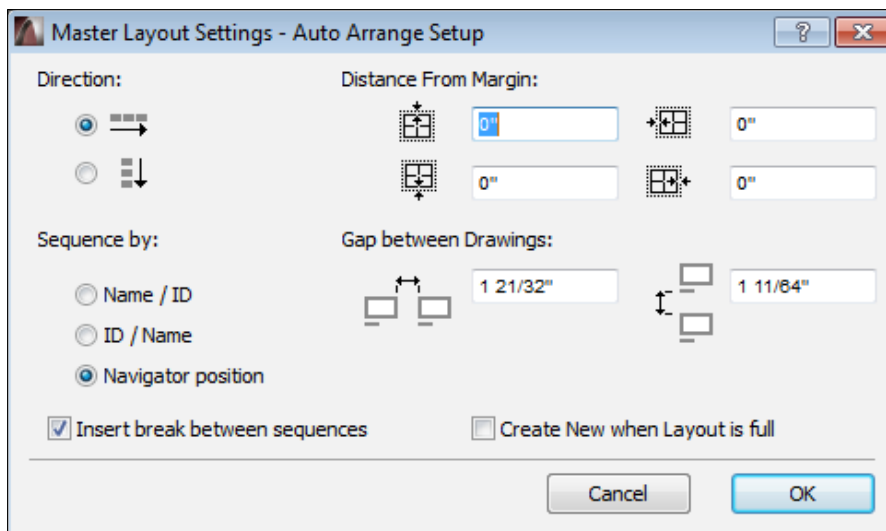 Master Layout Settings - Auto Arrange Setup
?
Direction:
Distance From Margin:
0"
0"
0"
0"
Sequence by:
Gap between Drawings:
Name / ID
1 21/32"
1 11/64"
ID / Name
Navigator position
Insert break between sequences
Create New when Layout is full
Cancel
OK